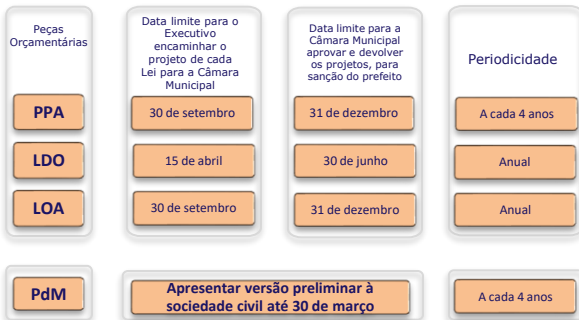 Peças
Orçamentárias
Data limite para o
Executivo
encaminhar o
projeto de cada
Lei para a Câmara
Municipal
Data limite para a
Câmara Municipal
aprovar e devolver
os projetos, para
sanção do prefeito
Periodicidade
PPA
30 de setembro
31 de dezembro
A cada 4 anos
LDO
15 de abril
30 de junho
Anual
LOA
30 de setembro
31 de dezembro
Anual
PdM
Apresentar versão preliminar à
sociedade civil até 30 de março
A cada 4 anos